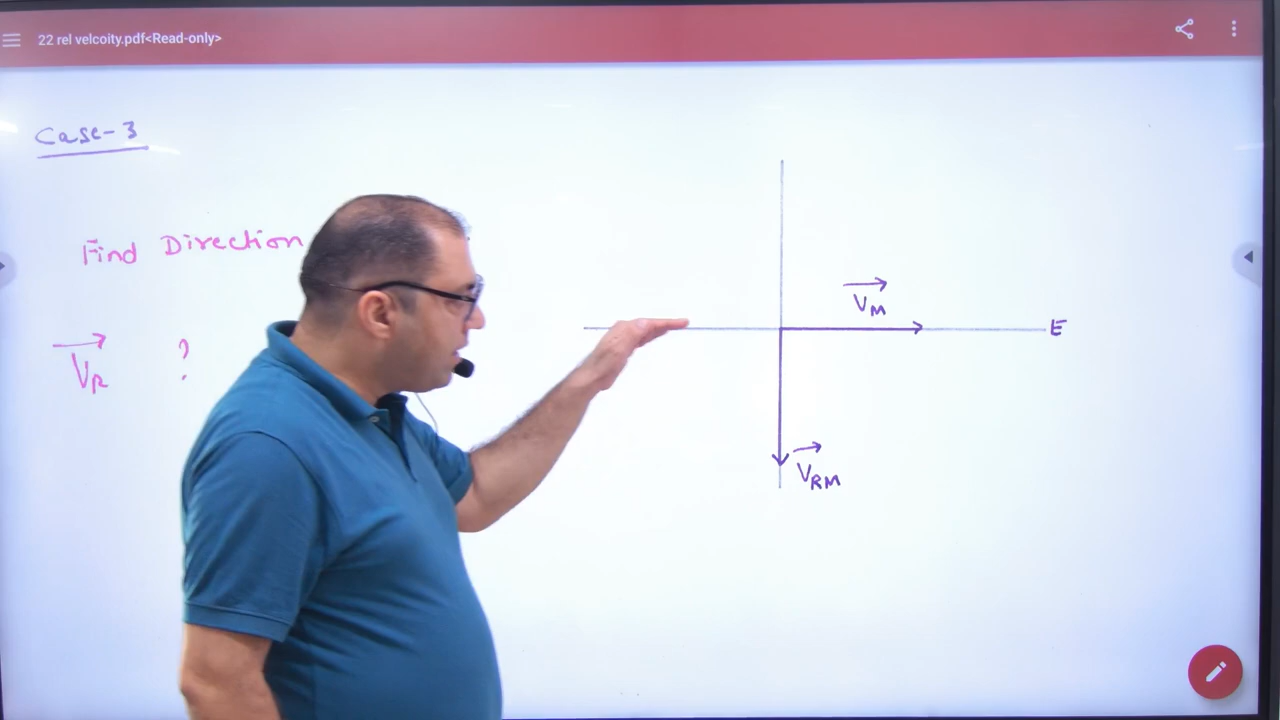 22 rel velcoity.pdf<Read-only>
Case-3
Find Direction
V_R ?
V_M
E
V_RM